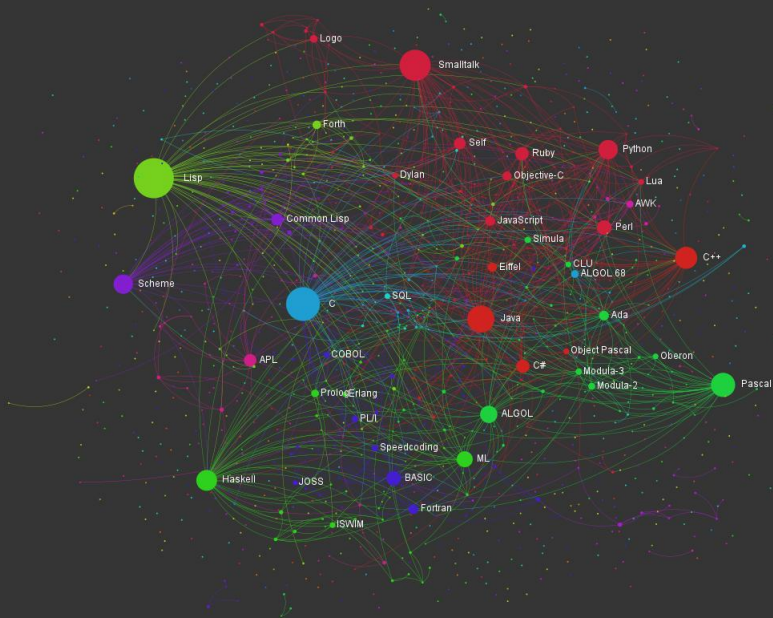 Logo
Smalltalk
Forth
Self
Ruby
Python
Lisp
Dylan
Objective-C
Lua
AWK
Common Lisp
JavaScript
Perl
Simula
C++
Eiffel
CLU
ALGOL 68
Scheme
SQL
C
Java
Ada
COBOL
Object Pascal
Oberon
APL
C#
Modula-3
Modula-2
Pascal
Prolog
Erlang
PL/I
ALGOL
Speedcoding
ML
Haskell
JOSS
BASIC
Fortran
ISWIM